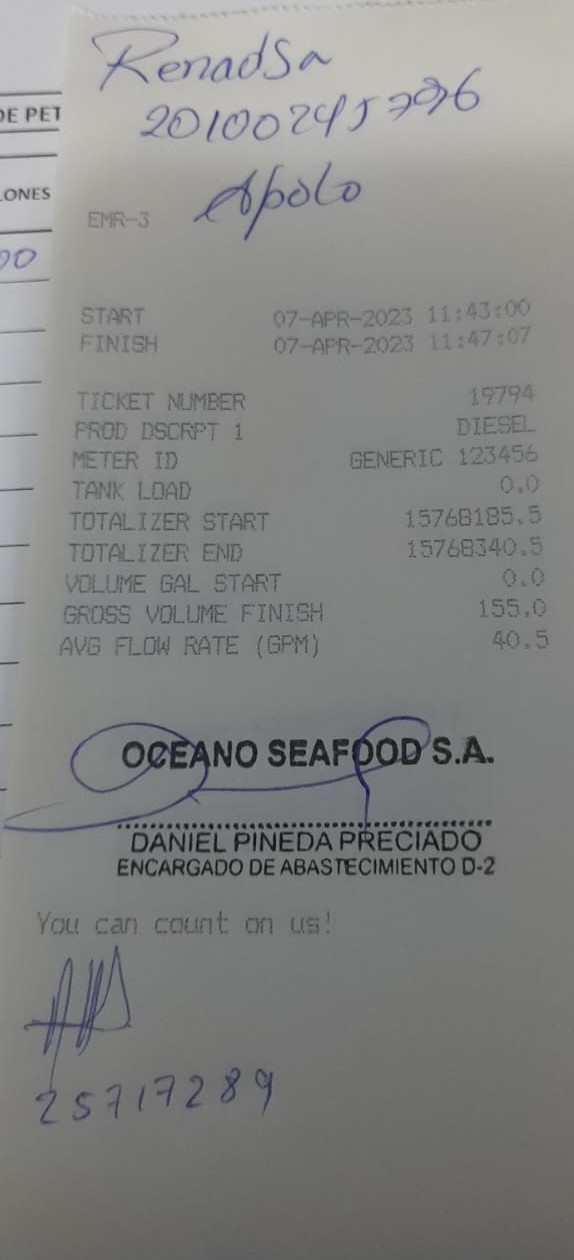 DE PET
LONES
00
RenadSa
20100245796
Apolo
EMR-3
START 07-APR-2023 11:43:00
FINISH 07-APR-2023 11:47:07
TICKET NUMBER 19794
PROD DSCRPT 1 DIESEL
METER ID GENERIC 123456
TANK LOAD 0.0
TOTALIZER START 15768185.5
TOTALIZER END 15768340.5
VOLUME GAL START 0.0
GROSS VOLUME FINISH 155.0
AVG FLOW RATE (GPM) 40.5
OCEANO SEAFOOD S.A.
DANIEL PINEDA PRECIADO
ENCARGADO DE ABASTECIMIENTO D-2
You can count on us!
25717289